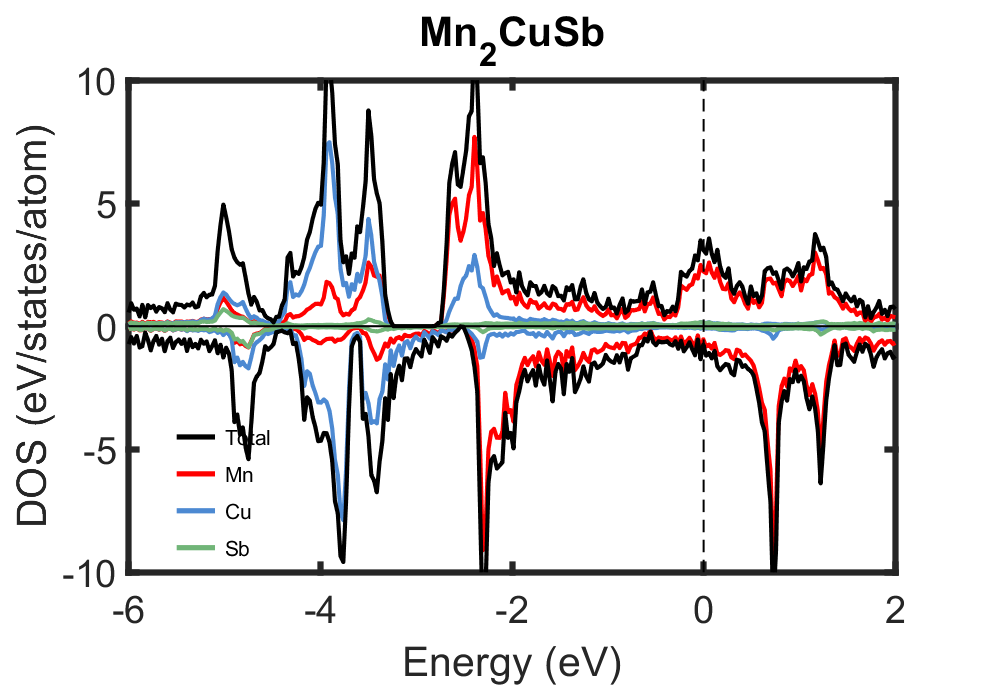 Mn2CuSb
DOS (eV/states/atom)
10
5
0
-5
-10
Total
Mn
Cu
Sb
-6 -4 -2 0 2
Energy (eV)